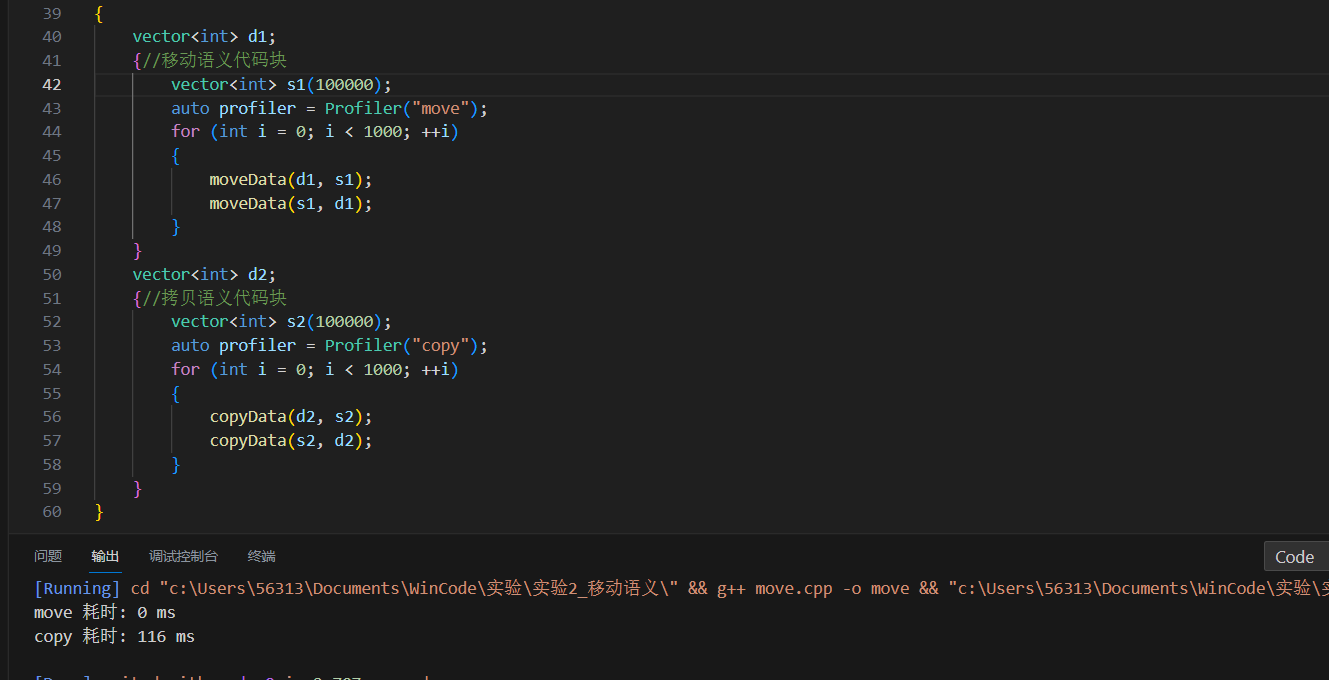 39 {
40 vector<int> d1;
41 {//移动语义代码块
42 vector<int> s1(100000);
43 auto profiler = Profiler("move");
44 for (int i = 0; i < 1000; ++i)
45 {
46 moveData(d1, s1);
47 moveData(s1, d1);
48 }
49 }
50 vector<int> d2;
51 {//拷贝语义代码块
52 vector<int> s2(100000);
53 auto profiler = Profiler("copy");
54 for (int i = 0; i < 1000; ++i)
55 {
56 copyData(d2, s2);
57 copyData(s2, d2);
58 }
59 }
60 }
问题 输出 调试控制台 终端 Code
[Running] cd "c:\Users\56313\Documents\WinCode\实验\实验2_移动语义\" && g++ move.cpp -o move && "c:\Users\56313\Documents\WinCode\实验\
move 耗时: 0 ms
copy 耗时: 116 ms